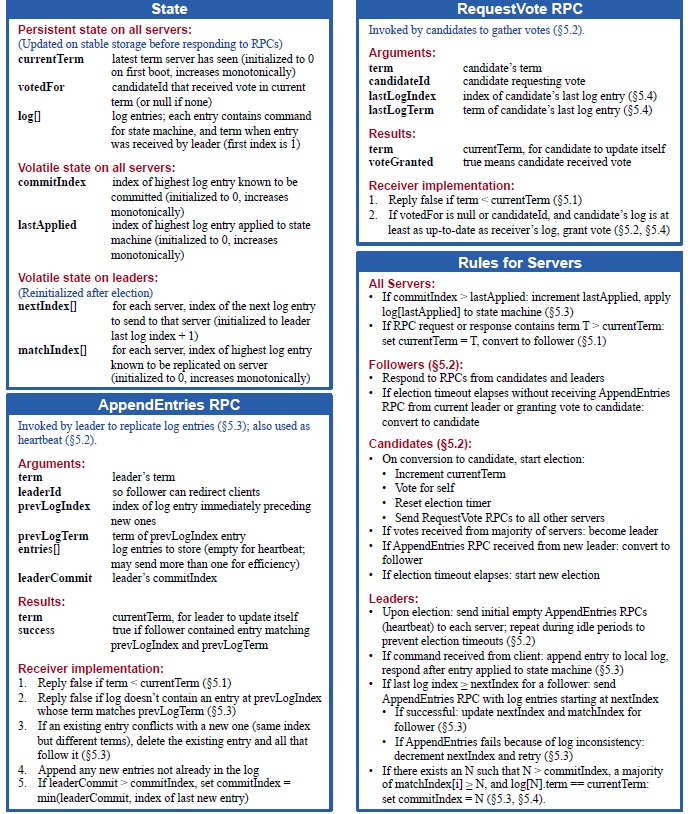 State
Persistent state on all servers:
(Updated on stable storage before responding to RPCs)
currentTerm latest term server has seen (initialized to 0
on first boot, increases monotonically)
votedFor candidateId that received vote in current
term (or null if none)
log[] log entries; each entry contains command
for state machine, and term when entry
was received by leader (first index is 1)
Volatile state on all servers:
commitIndex index of highest log entry known to be
committed (initialized to 0, increases
monotonically)
lastApplied index of highest log entry applied to state
machine (initialized to 0, increases
monotonically)
Volatile state on leaders:
(Reinitialized after election)
nextIndex[] for each server, index of the next log entry
to send to that server (initialized to leader
last log index + 1)
matchIndex[] for each server, index of highest log entry
known to be replicated on server
(initialized to 0, increases monotonically)
AppendEntries RPC
Invoked by leader to replicate log entries (§5.3); also used as
heartbeat (§5.2).
Arguments:
term leader's term
leaderId so follower can redirect clients
prevLogIndex index of log entry immediately preceding
new ones
prevLogTerm term of prevLogIndex entry
entries[] log entries to store (empty for heartbeat;
may send more than one for efficiency)
leaderCommit leader's commitIndex
Results:
term currentTerm, for leader to update itself
success true if follower contained entry matching
prevLogIndex and prevLogTerm
Receiver implementation:
1. Reply false if term < currentTerm (§5.1)
2. Reply false if log doesn't contain an entry at prevLogIndex
whose term matches prevLogTerm (§5.3)
3. If an existing entry conflicts with a new one (same index
but different terms), delete the existing entry and all that
follow it (§5.3)
4. Append any new entries not already in the log
5. If leaderCommit > commitIndex, set commitIndex =
min(leaderCommit, index of last new entry)
RequestVote RPC
Invoked by candidates to gather votes (§5.2).
Arguments:
term candidate's term
candidateId candidate requesting vote
lastLogIndex index of candidate's last log entry (§5.4)
lastLogTerm term of candidate's last log entry (§5.4)
Results:
term currentTerm, for candidate to update itself
voteGranted true means candidate received vote
Receiver implementation:
1. Reply false if term < currentTerm (§5.1)
2. If votedFor is null or candidateId, and candidate's log is at
least as up-to-date as receiver's log, grant vote (§5.2, §5.4)
Rules for Servers
All Servers:
• If commitIndex > lastApplied: increment lastApplied, apply
log[lastApplied] to state machine (§5.3)
• If RPC request or response contains term T > currentTerm:
set currentTerm = T, convert to follower (§5.1)
Followers (§5.2):
• Respond to RPCs from candidates and leaders
• If election timeout elapses without receiving AppendEntries
RPC from current leader or granting vote to candidate:
convert to candidate
Candidates (§5.2):
• On conversion to candidate, start election:
• Increment currentTerm
• Vote for self
• Reset election timer
• Send RequestVote RPCs to all other servers
• If votes received from majority of servers: become leader
• If AppendEntries RPC received from new leader: convert to
follower
• If election timeout elapses: start new election
Leaders:
• Upon election: send initial empty AppendEntries RPCs
(heartbeat) to each server; repeat during idle periods to
prevent election timeouts (§5.2)
• If command received from client: append entry to local log,
respond after entry applied to state machine (§5.3)
• If last log index ≥ nextIndex for a follower: send
AppendEntries RPC with log entries starting at nextIndex
• If successful: update nextIndex and matchIndex for
follower (§5.3)
• If AppendEntries fails because of log inconsistency:
decrement nextIndex and retry (§5.3)
• If there exists an N such that N > commitIndex, a majority
of matchIndex[i] ≥ N, and log[N].term == currentTerm:
set commitIndex = N (§5.3, §5.4).